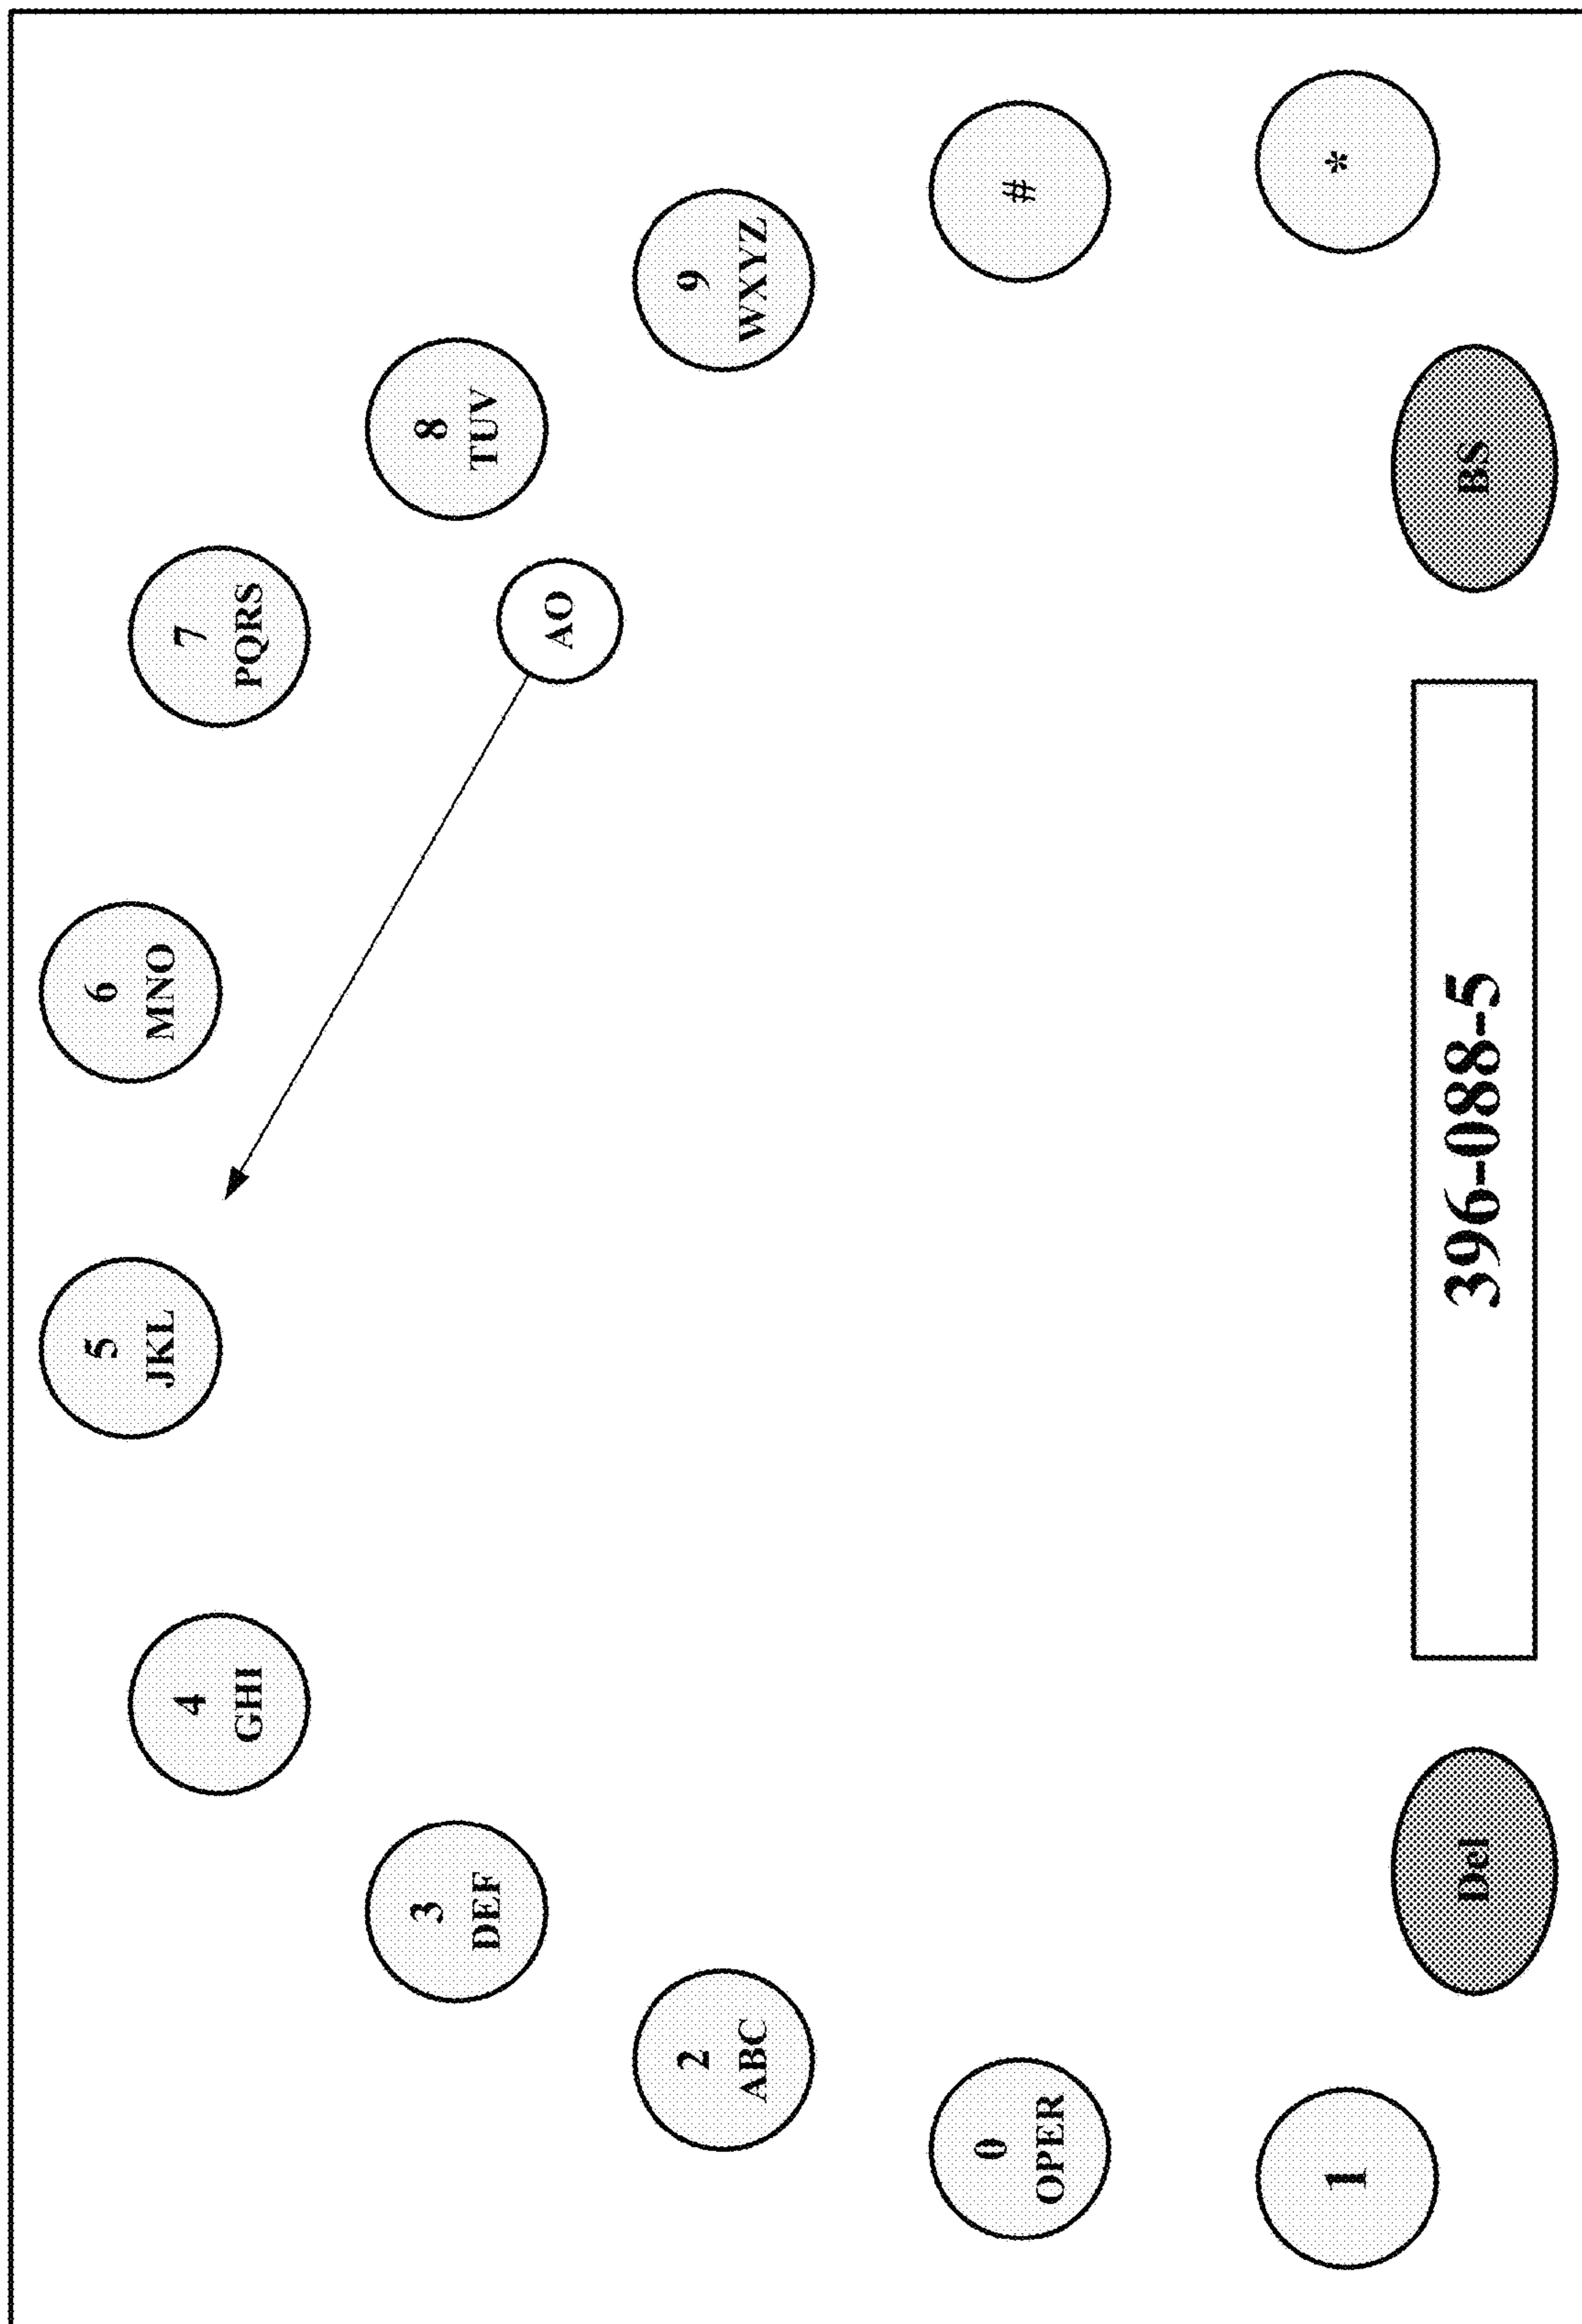 1
0
OPER
2
ABC
3
DEF
4
GHI
5
JKL
6
MNO
7
PQRS
8
TUV
9
WXYZ
#
*
AO
Del
396-088-5
BS